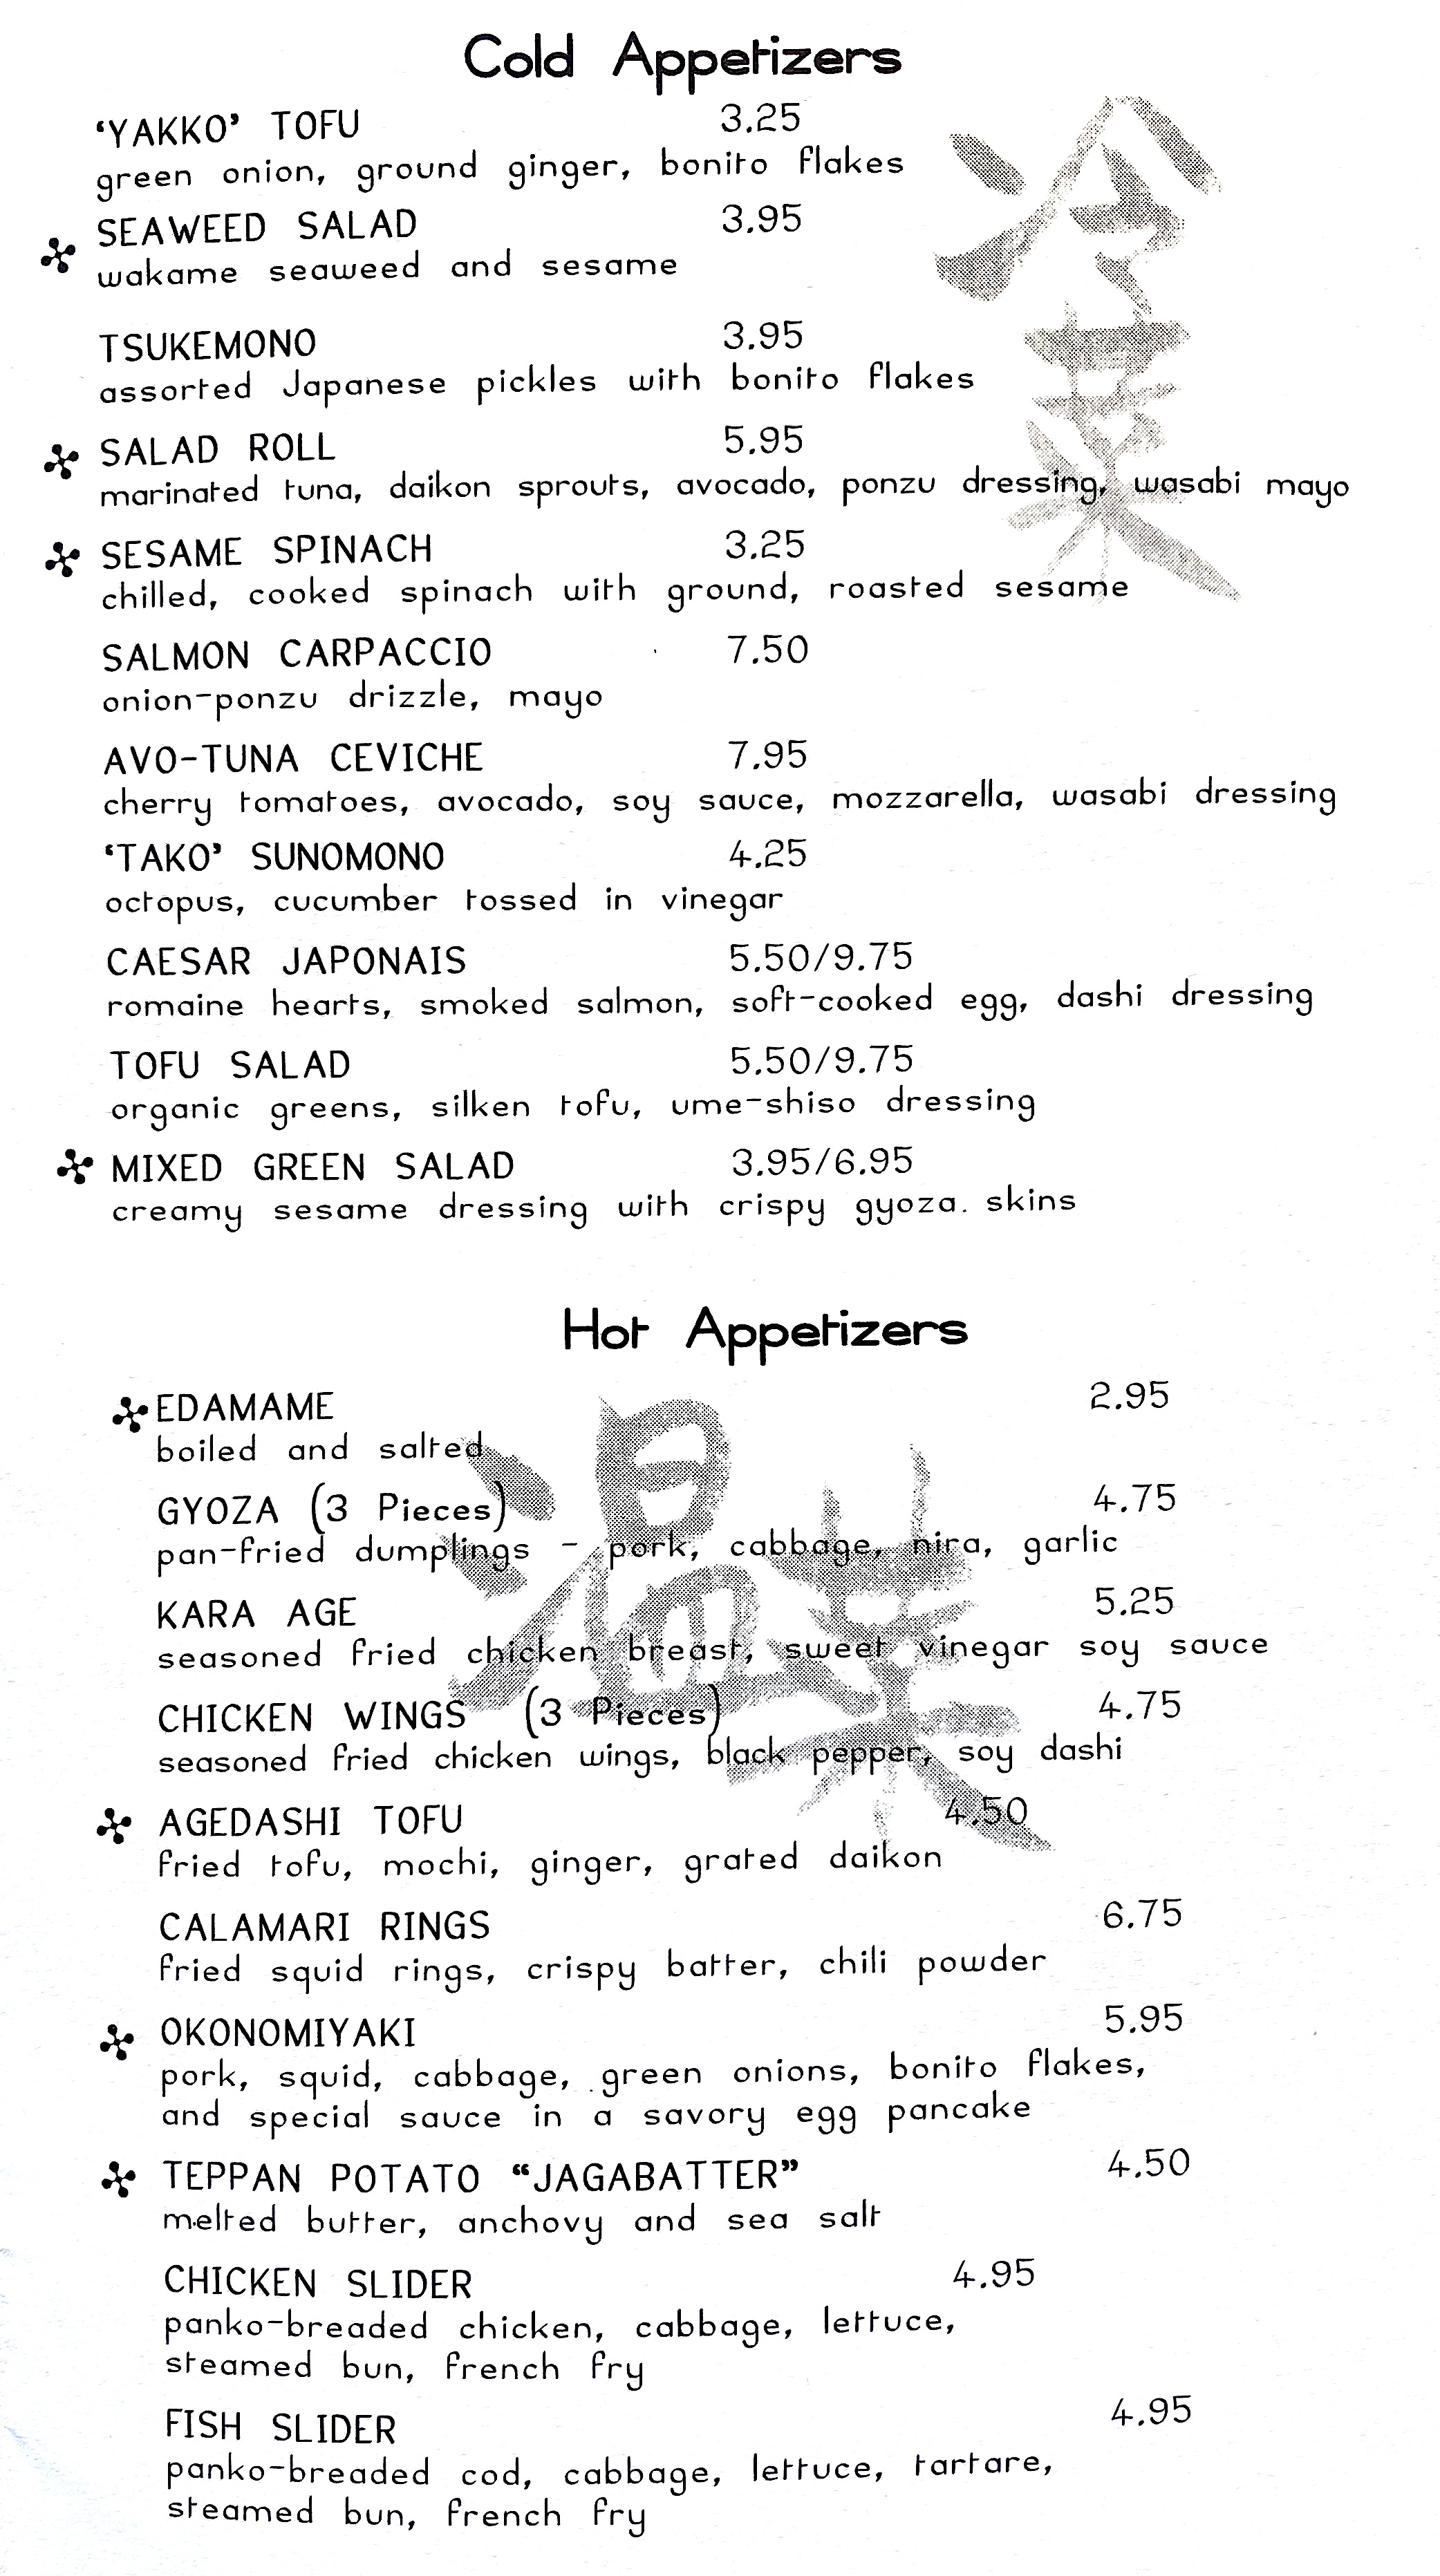 Cold Appetizers
‘YAKKO’ TOFU 3.25
green onion, ground ginger, bonito flakes
SEAWEED SALAD 3.95
wakame seaweed and sesame
TSUKEMONO 3.95
assorted Japanese pickles with bonito flakes
SALAD ROLL 5.95
marinated tuna, daikon sprouts, avocado, ponzu dressing, wasabi mayo
SESAME SPINACH 3.25
chilled, cooked spinach with ground, roasted sesame
SALMON CARPACCIO 7.50
onion-ponzu drizzle, mayo
AVO-TUNA CEVICHE 7.95
cherry tomatoes, avocado, soy sauce, mozzarella, wasabi dressing
‘TAKO’ SUNOMONO 4.25
octopus, cucumber tossed in vinegar
CAESAR JAPONAIS 5.50/9.75
romaine hearts, smoked salmon, soft-cooked egg, dashi dressing
TOFU SALAD 5.50/9.75
organic greens, silken tofu, ume-shiso dressing
MIXED GREEN SALAD 3.95/6.95
creamy sesame dressing with crispy gyoza. skins
冷菜
Hot Appetizers
EDAMAME 2.95
boiled and salted
GYOZA (3 Pieces) 4.75
pan-fried dumplings - pork, cabbage, nira, garlic
KARA AGE 5.25
seasoned fried chicken breast, sweet vinegar soy sauce
CHICKEN WINGS (3 Pieces) 4.75
seasoned fried chicken wings, black pepper, soy dashi
AGEDASHI TOFU 4.50
fried tofu, mochi, ginger, grated daikon
CALAMARI RINGS 6.75
fried squid rings, crispy batter, chili powder
OKONOMIYAKI 5.95
pork, squid, cabbage, green onions, bonito flakes,
and special sauce in a savory egg pancake
TEPPAN POTATO “JAGABATTER” 4.50
melted butter, anchovy and sea salt
CHICKEN SLIDER 4.95
panko-breaded chicken, cabbage, lettuce,
steamed bun, french fry
FISH SLIDER 4.95
panko-breaded cod, cabbage, lettuce, tartare,
steamed bun, french fry
温菜